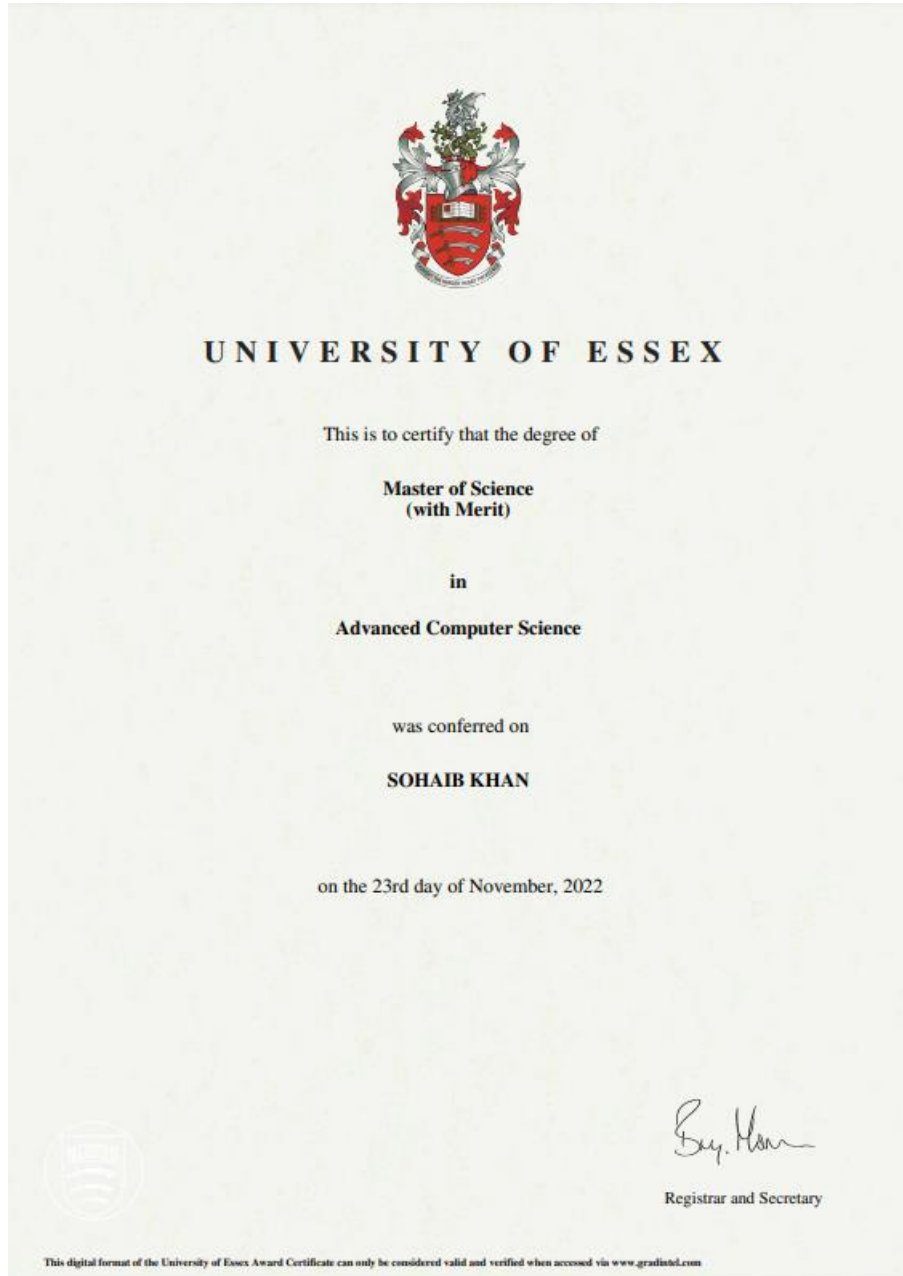 UNIVERSITY OF ESSEX
This is to certify that the degree of
Master of Science
(with Merit)
in
Advanced Computer Science
was conferred on
SOHAIB KHAN
on the 23rd day of November, 2022
Registrar and Secretary
This digital format of the University of Essex Award Certificate can only be considered valid and verified when accessed via www.gradintel.com